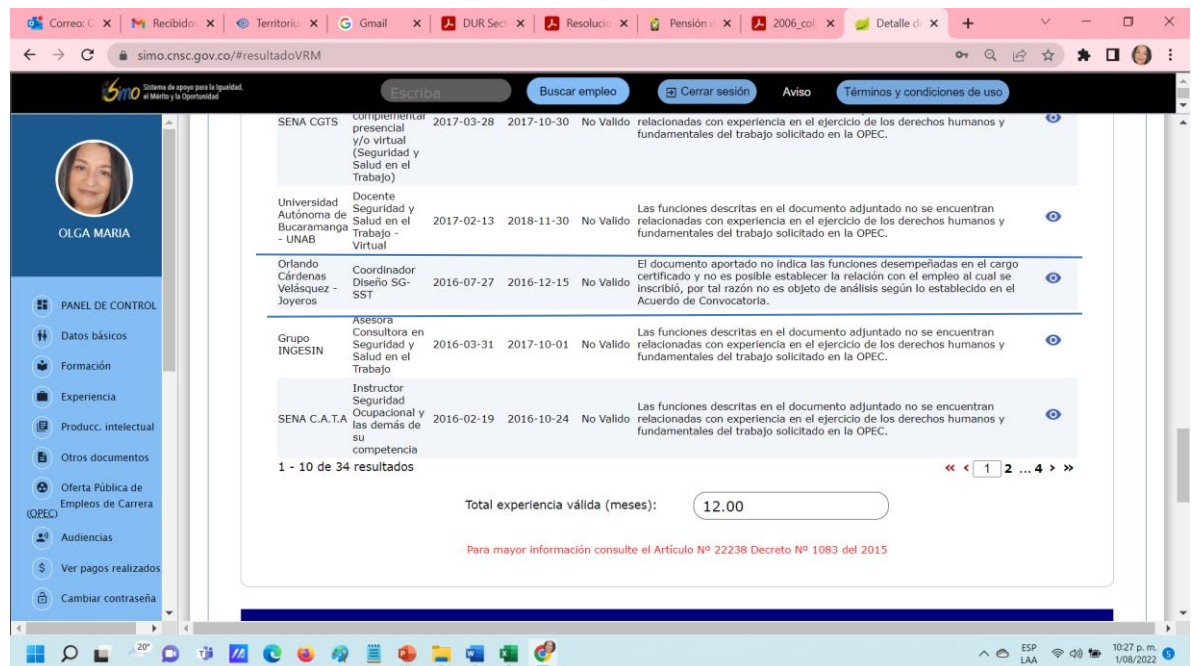 Correo: C
Recibidos
Territoriu
Gmail
DUR Sect
Resolucio
Pensión d
2006_col_
Detalle de
simo.cnsc.gov.co/#resultadoVRM
Simo Sistema de apoyo para la Igualdad,
el Mérito y la Oportunidad
Escriba
Buscar empleo
Cerrar sesión
Aviso
Términos y condiciones de uso
OLGA MARIA
PANEL DE CONTROL
Datos básicos
Formación
Experiencia
Producc. intelectual
Otros documentos
Oferta Pública de
Empleos de Carrera
(OPEC)
Audiencias
Ver pagos realizados
Cambiar contraseña
SENA CGTS
complementar
presencial
y/o virtual
(Seguridad y
Salud en el
Trabajo)
2017-03-28 2017-10-30 No Valido
relacionadas con experiencia en el ejercicio de los derechos humanos y
fundamentales del trabajo solicitado en la OPEC.
Universidad
Autónoma de
Bucaramanga
- UNAB
Docente
Seguridad y
Salud en el
Trabajo -
Virtual
2017-02-13 2018-11-30 No Valido
Las funciones descritas en el documento adjuntado no se encuentran
relacionadas con experiencia en el ejercicio de los derechos humanos y
fundamentales del trabajo solicitado en la OPEC.
Orlando
Cárdenas
Velásquez -
Joyeros
Coordinador
Diseño SG-
SST
2016-07-27 2016-12-15 No Valido
El documento aportado no indica las funciones desempeñadas en el cargo
certificado y no es posible establecer la relación con el empleo al cual se
inscribió, por tal razón no es objeto de análisis según lo establecido en el
Acuerdo de Convocatoria.
Grupo
INGESIN
Asesora
Consultora en
Seguridad y
Salud en el
Trabajo
2016-03-31 2017-10-01 No Valido
Las funciones descritas en el documento adjuntado no se encuentran
relacionadas con experiencia en el ejercicio de los derechos humanos y
fundamentales del trabajo solicitado en la OPEC.
SENA C.A.T.A
Instructor
Seguridad
Ocupacional y
las demás de
su
competencia
2016-02-19 2016-10-24 No Valido
Las funciones descritas en el documento adjuntado no se encuentran
relacionadas con experiencia en el ejercicio de los derechos humanos y
fundamentales del trabajo solicitado en la OPEC.
1 - 10 de 34 resultados
« < 1 2 ... 4 > »
Total experiencia válida (meses): 12.00
Para mayor información consulte el Artículo Nº 22238 Decreto Nº 1083 del 2015
20°
ESP
LAA
10:27 p. m.
1/08/2022
5